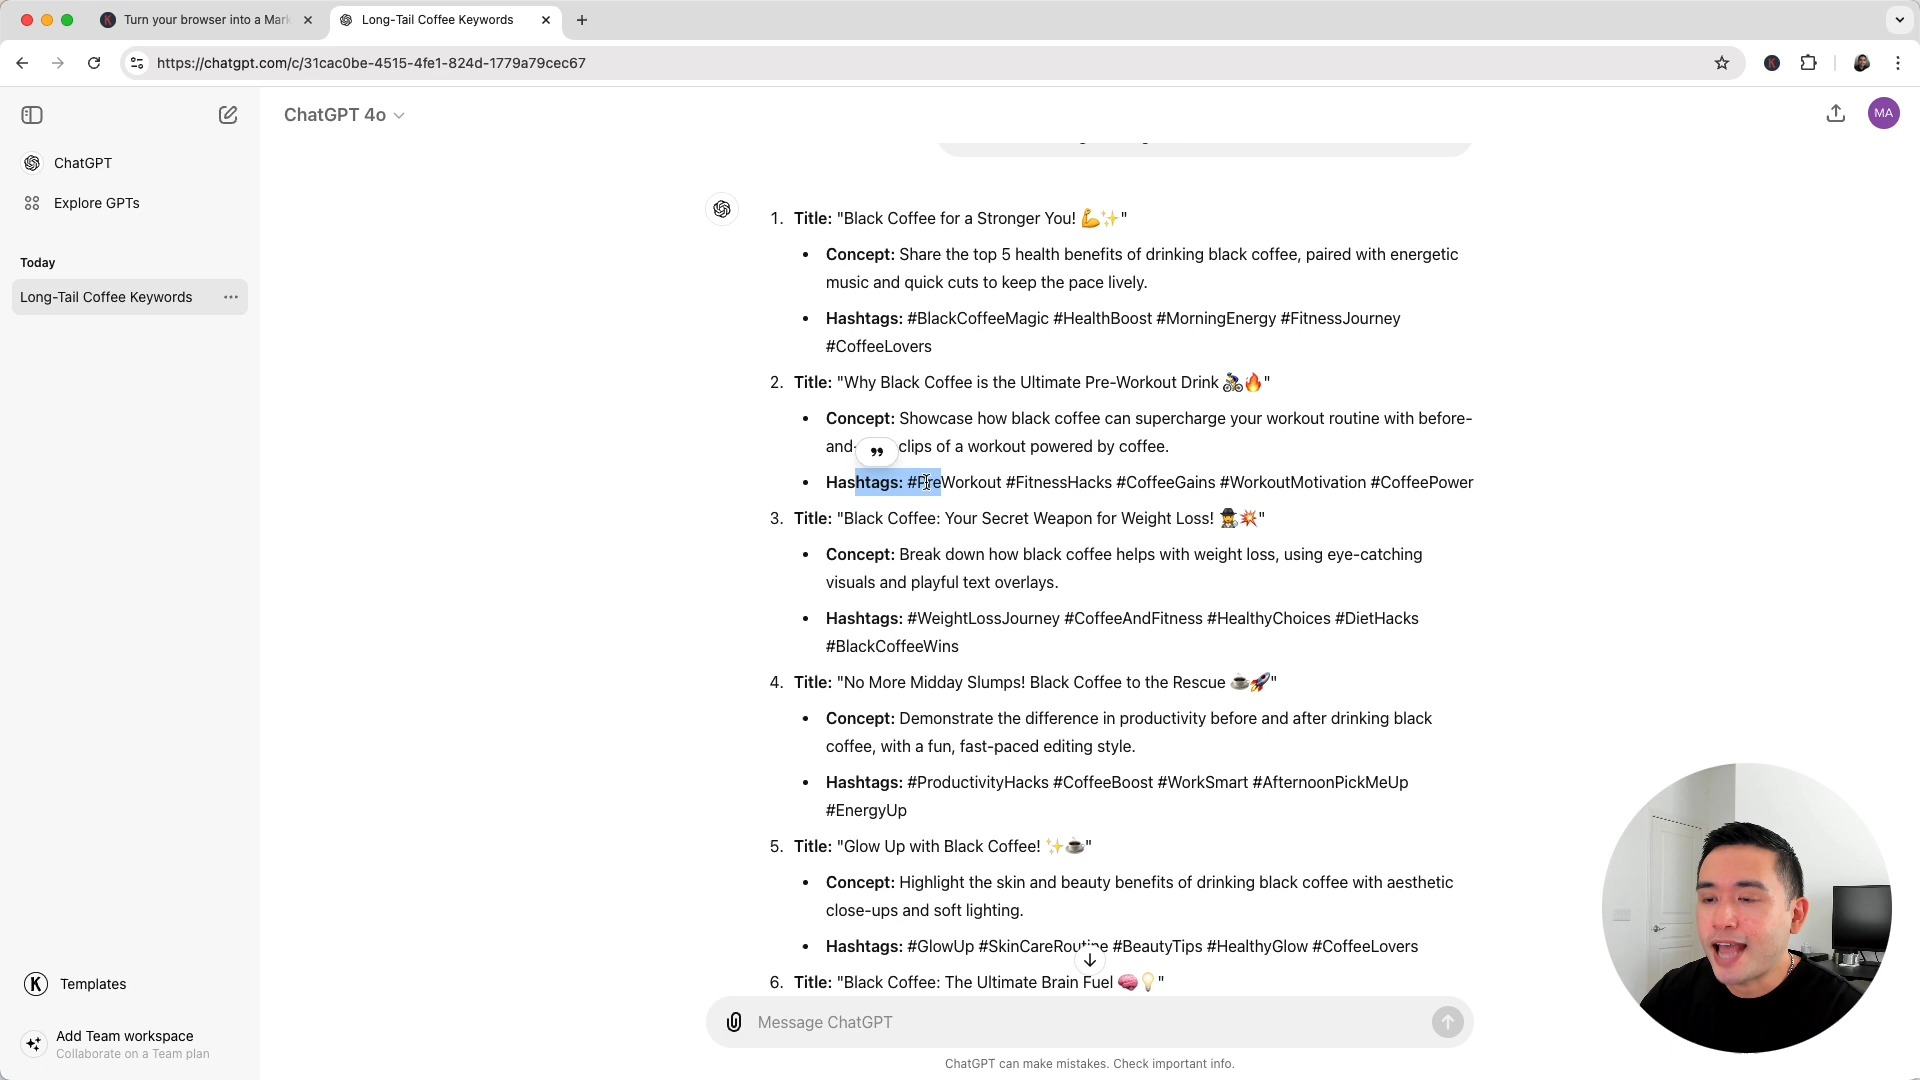 Turn your browser into a Mark
Long-Tail Coffee Keywords
https://chatgpt.com/c/31cac0be-4515-4fe1-824d-1779a79cec67
ChatGPT 4o
MA
ChatGPT
Explore GPTs
Today
Long-Tail Coffee Keywords
1. Title: "Black Coffee for a Stronger You! 💪✨"
• Concept: Share the top 5 health benefits of drinking black coffee, paired with energetic
music and quick cuts to keep the pace lively.
• Hashtags: #BlackCoffeeMagic #HealthBoost #MorningEnergy #FitnessJourney
#CoffeeLovers
2. Title: "Why Black Coffee is the Ultimate Pre-Workout Drink 🚴🔥"
• Concept: Showcase how black coffee can supercharge your workout routine with before-
and- clips of a workout powered by coffee.
• Hashtags: #PreWorkout #FitnessHacks #CoffeeGains #WorkoutMotivation #CoffeePower
3. Title: "Black Coffee: Your Secret Weapon for Weight Loss! 🕵️💥"
• Concept: Break down how black coffee helps with weight loss, using eye-catching
visuals and playful text overlays.
• Hashtags: #WeightLossJourney #CoffeeAndFitness #HealthyChoices #DietHacks
#BlackCoffeeWins
4. Title: "No More Midday Slumps! Black Coffee to the Rescue ☕🚀"
• Concept: Demonstrate the difference in productivity before and after drinking black
coffee, with a fun, fast-paced editing style.
• Hashtags: #ProductivityHacks #CoffeeBoost #WorkSmart #AfternoonPickMeUp
#EnergyUp
5. Title: "Glow Up with Black Coffee! ✨☕"
• Concept: Highlight the skin and beauty benefits of drinking black coffee with aesthetic
close-ups and soft lighting.
• Hashtags: #GlowUp #SkinCareRoutine #BeautyTips #HealthyGlow #CoffeeLovers
6. Title: "Black Coffee: The Ultimate Brain Fuel 🧠💡"
Templates
Add Team workspace
Collaborate on a Team plan
Message ChatGPT
ChatGPT can make mistakes. Check important info.